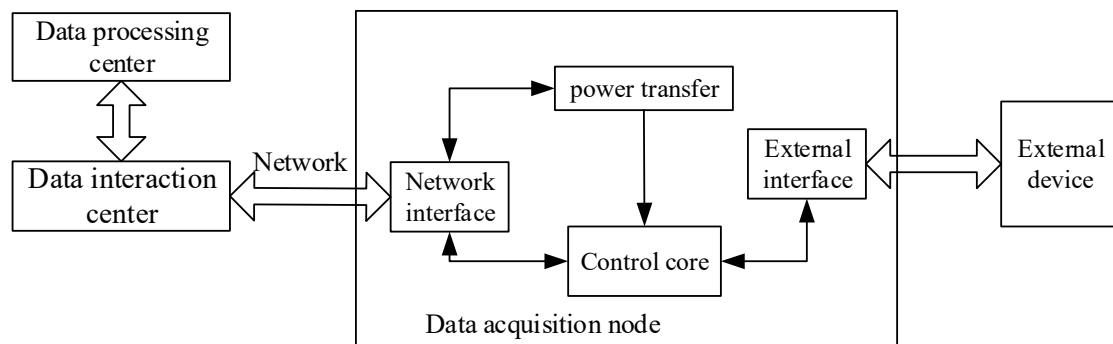 Data processing
center
Data interaction
center
Network
Network
interface
power transfer
Control core
External
interface
External
device
Data acquisition node